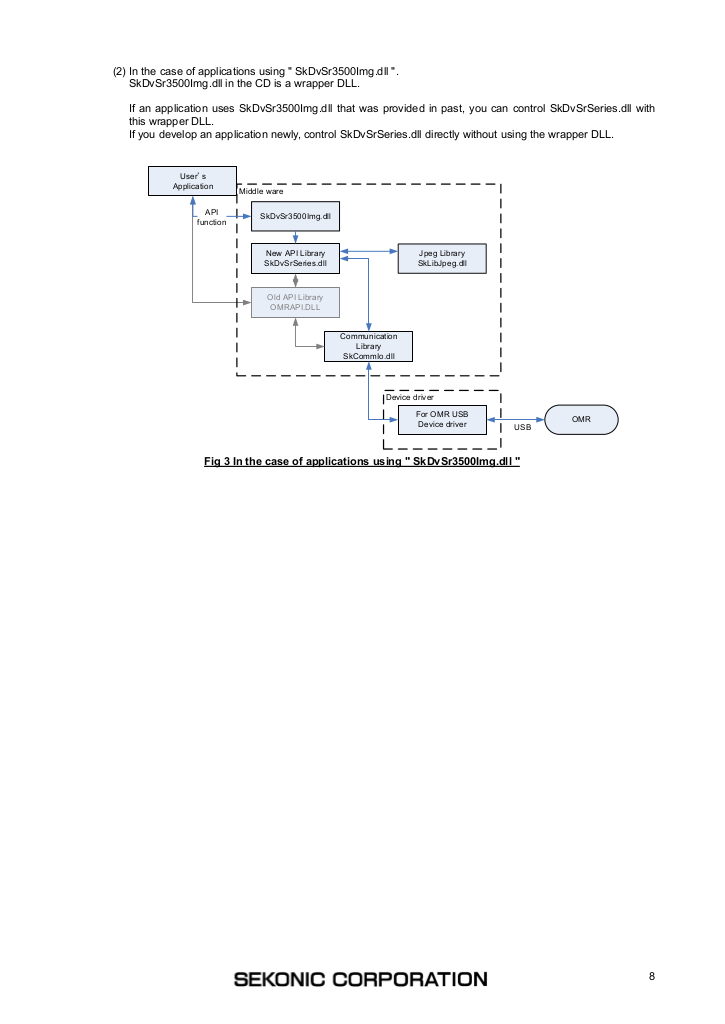 (2) In the case of applications using " SkDvSr3500Img.dll ".
SkDvSr3500Img.dll in the CD is a wrapper DLL.
If an application uses SkDvSr3500Img.dll that was provided in past, you can control SkDvSrSeries.dll with
this wrapper DLL.
If you develop an application newly, control SkDvSrSeries.dll directly without using the wrapper DLL.
User's
Application
Middle ware
API
function
SkDvSr3500Img.dll
New API Library
SkDvSrSeries.dll
Jpeg Library
SkLibJpeg.dll
Old API Library
OMRAPI.DLL
Communication
Library
SkCommIo.dll
Device driver
For OMR USB
Device driver
USB
OMR
Fig 3 In the case of applications using " SkDvSr3500Img.dll "
SEKONIC CORPORATION
8